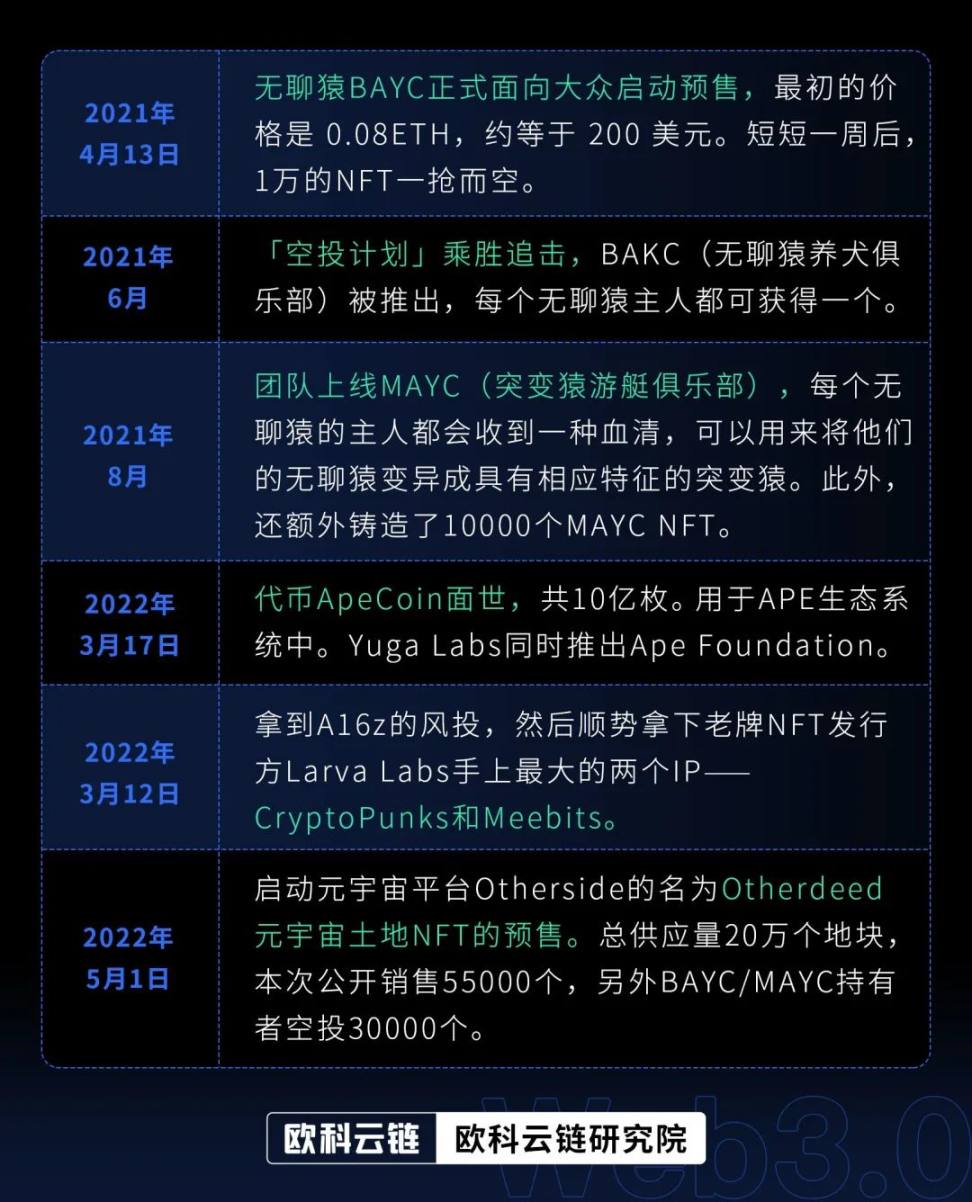 2021年
4月13日
无聊猿BAYC正式面向大众启动预售，最初的价
格是 0.08ETH，约等于 200 美元。短短一周后，
1万的NFT一抢而空。
2021年
6月
「空投计划」乘胜追击，BAKC（无聊猿养犬俱
乐部）被推出，每个无聊猿主人都可获得一个。
2021年
8月
团队上线MAYC（突变猿游艇俱乐部），每个无
聊猿的主人都会收到一种血清，可以用来将他们
的无聊猿变异成具有相应特征的突变猿。此外，
还额外铸造了10000个MAYC NFT。
2022年
3月17日
代币ApeCoin面世，共10亿枚。用于APE生态系
统中。Yuga Labs同时推出Ape Foundation。
2022年
3月12日
拿到A16z的风投，然后顺势拿下老牌NFT发行
方Larva Labs手上最大的两个IP——
CryptoPunks和Meebits。
2022年
5月1日
启动元宇宙平台Otherside的名为Otherdeed
元宇宙土地NFT的预售。总供应量20万个地块，
本次公开销售55000个，另外BAYC/MAYC持有
者空投30000个。
欧科云链 欧科云链研究院
Web3.0